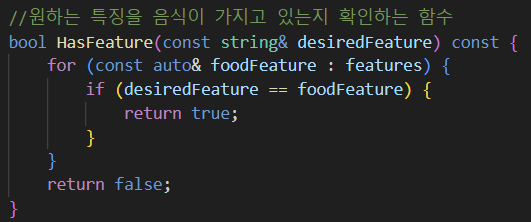 //원하는 특징을 음식이 가지고 있는지 확인하는 함수
bool HasFeature(const string& desiredFeature) const {
    for (const auto& foodFeature : features) {
        if (desiredFeature == foodFeature) {
            return true;
        }
    }
    return false;
}